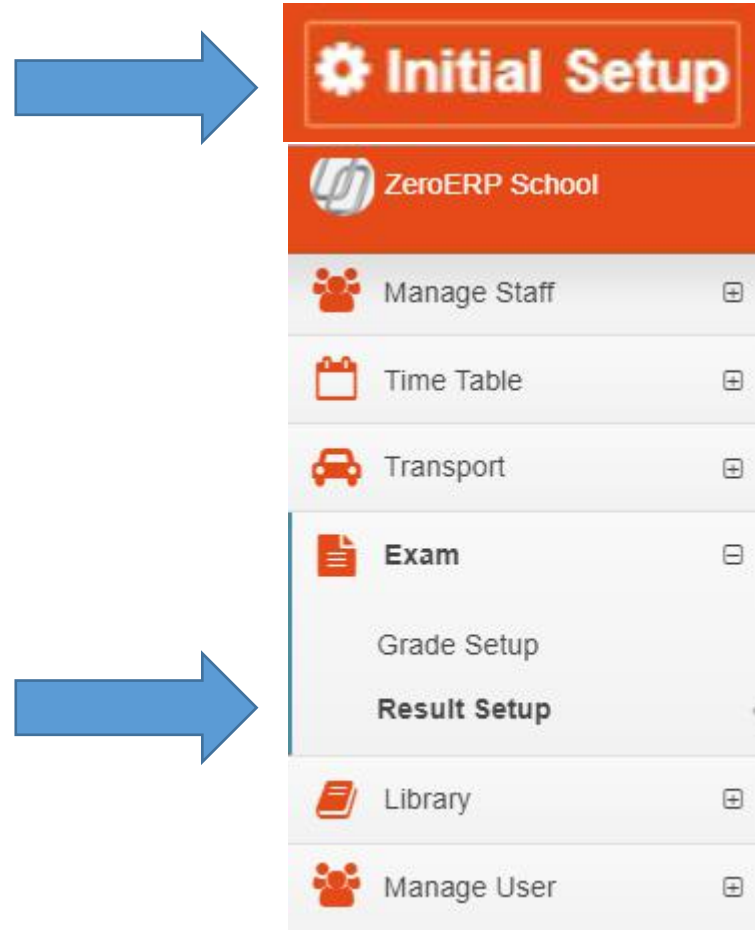 Initial Setup
ZeroERP School
Manage Staff
Time Table
Transport
Exam
Grade Setup
Result Setup
Library
Manage User